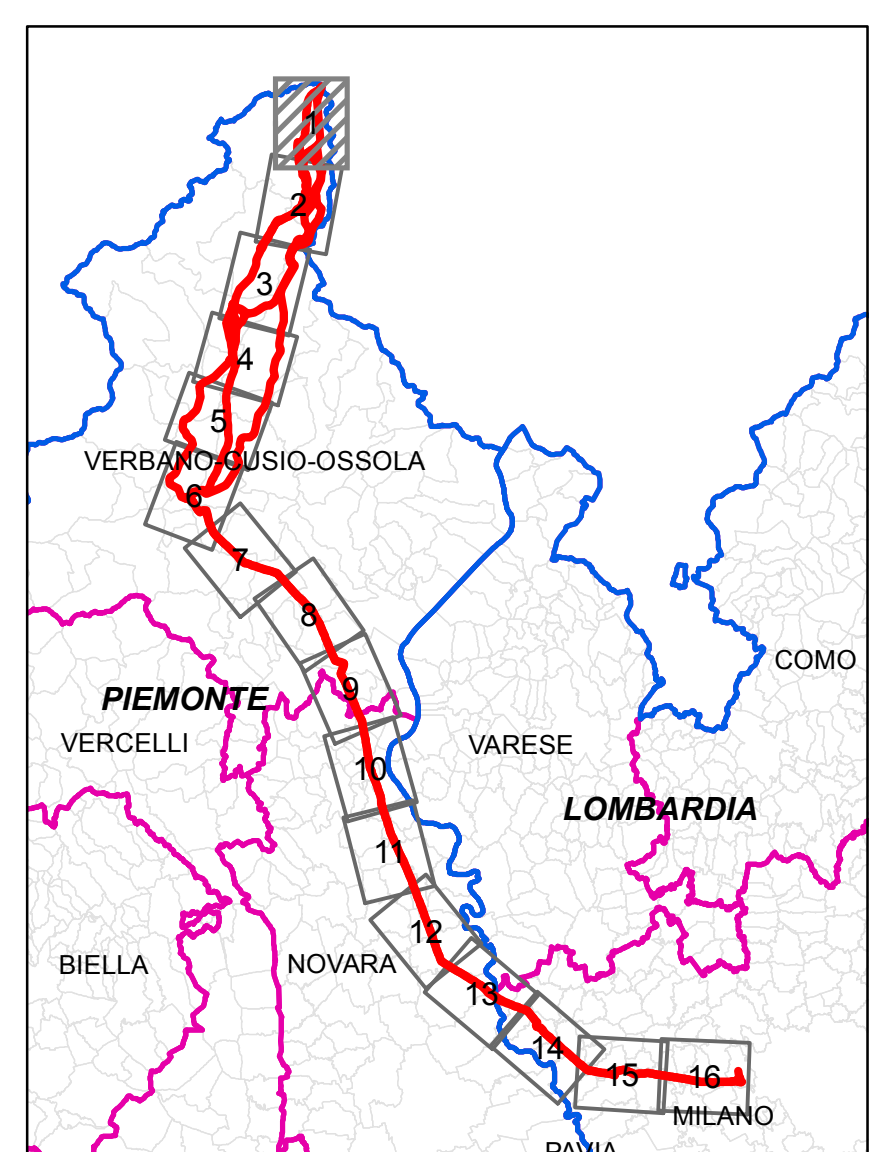 1
2
3
4
5
VERBANO-CUSIO-OSSOLA
6
7
8
COMO
9
PIEMONTE
VERCELLI
VARESE
10
LOMBARDIA
11
12
BIELLA
NOVARA
13
14
15
16
MILANO
PAVIA